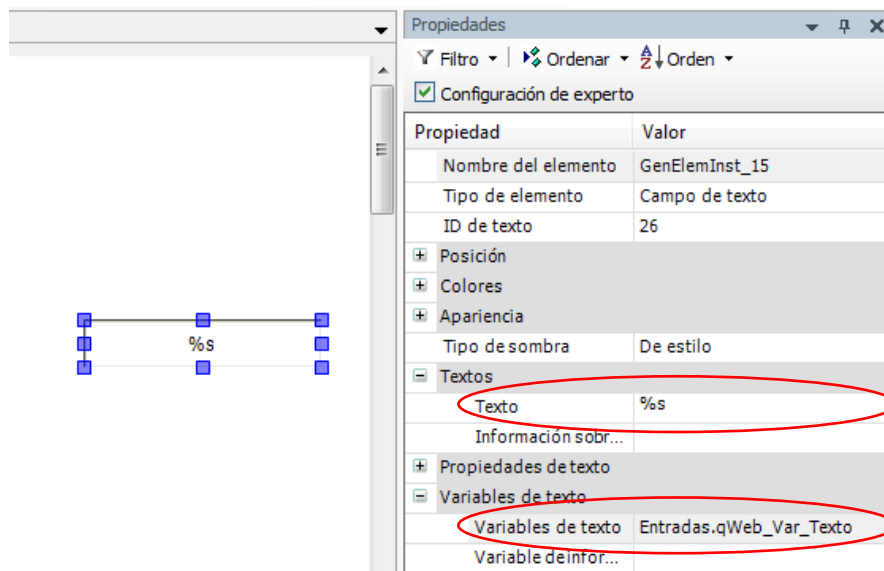 Propiedades
Filtro Ordenar Orden
Configuración de experto
Propiedad Valor
Nombre del elemento GenElemInst_15
Tipo de elemento Campo de texto
ID de texto 26
Posición
Colores
Apariencia
Tipo de sombra De estilo
Textos
Texto %s
Información sobr...
Propiedades de texto
Variables de texto
Variables de texto Entradas.qWeb_Var_Texto
Variable de infor...
%s